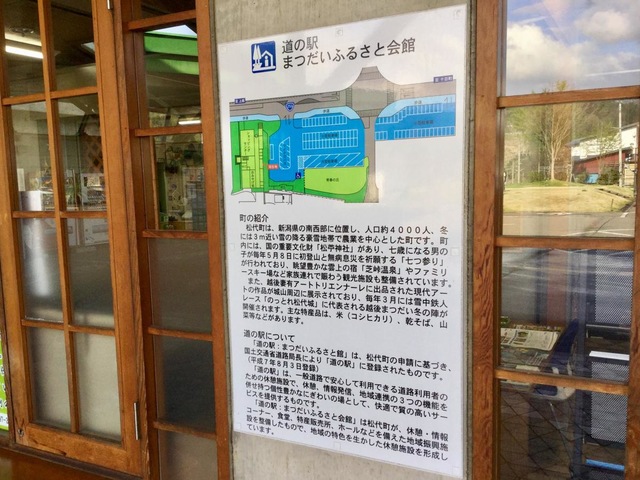 道の駅
まつだいふるさと会館
町の紹介
松代町は、新潟県の南西部に位置し、人口約４０００人、冬
には３ｍ近い雪の降る豪雪地帯で農業を中心とした町です。町
内には、国の重要文化財「松苧神社」があり、七歳になる男の
子が毎年５月８日に初登山と無病息災を祈願する「七つ参り」
が行われており、眺望豊かな雲上の宿「芝峠温泉」やファミリ
ースキー場など家族連れで賑わう観光施設も整備されています。
また、越後妻有アートトリエンナーレに出品された現代アー
トの作品が城山周辺に展示されており、毎年３月には雪中鉄人
レース「のっとれ松代城」に代表される越後まつだい冬の陣が
開催されます。主な特産品は、米（コシヒカリ）、乾そば、山
菜等などがあります。
道の駅について
「道の駅：まつだいふるさと館」は、松代町の申請に基づき、
国土交通省道路局長により「道の駅」に登録されたものです。
（平成７年８月３日登録）
「道の駅」は、一般道路で安心して利用できる道路利用者の
ための休憩施設で、休憩、情報発信、地域連携の３つの機能を
併せ持つ個性豊かなにぎわいの場として、快適で質の高いサー
ビスを提供するものです。
「道の駅：まつだいふるさと会館」は松代町が、休憩・情報
コーナー、食堂、特産販売所、ホールなどを備えた地域振興施
設を整備したもので、地域の特色を生かした休憩施設を形成し
ています。